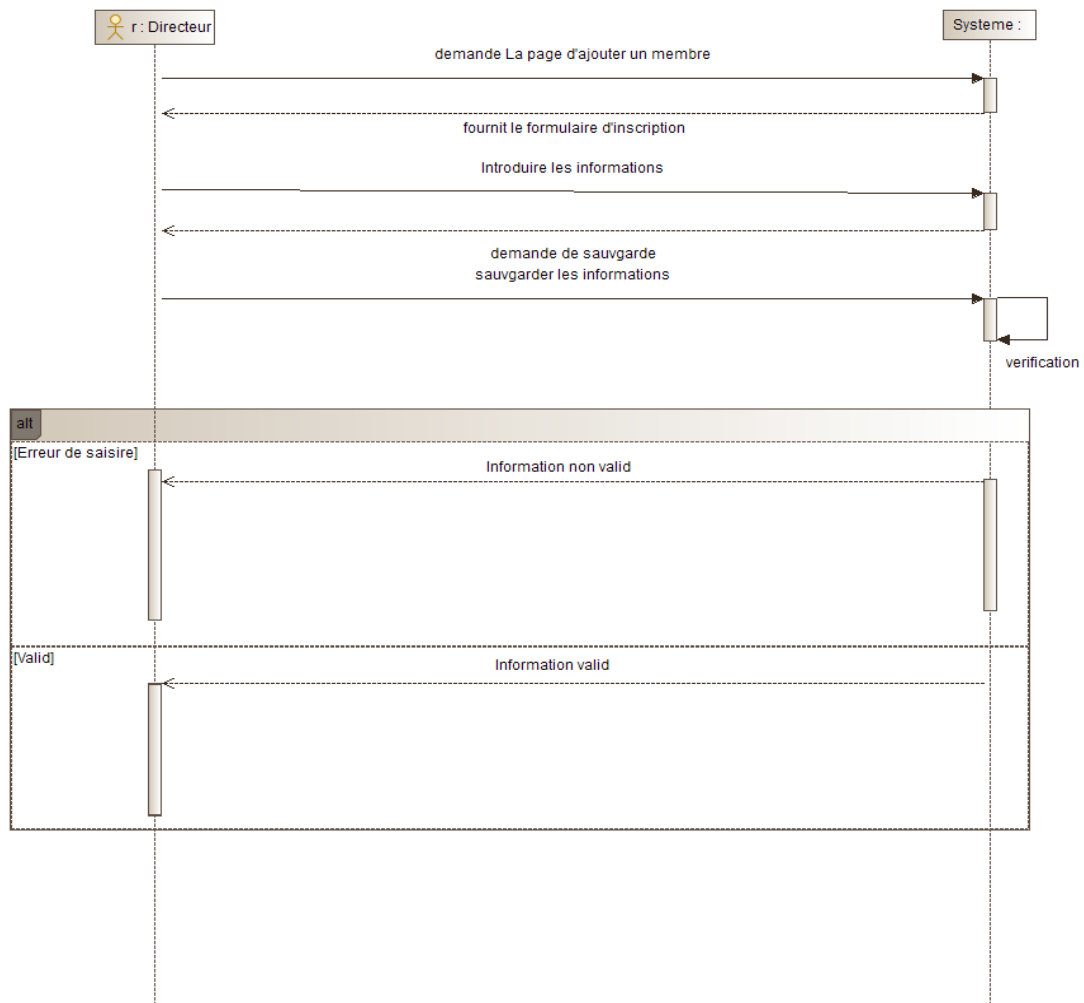 r : Directeur
Systeme :
demande La page d'ajouter un membre
fournit le formulaire d'inscription
Introduire les informations
demande de sauvgarde
sauvgarder les informations
verification
alt
[Erreur de saisire]
Information non valid
[Valid]
Information valid